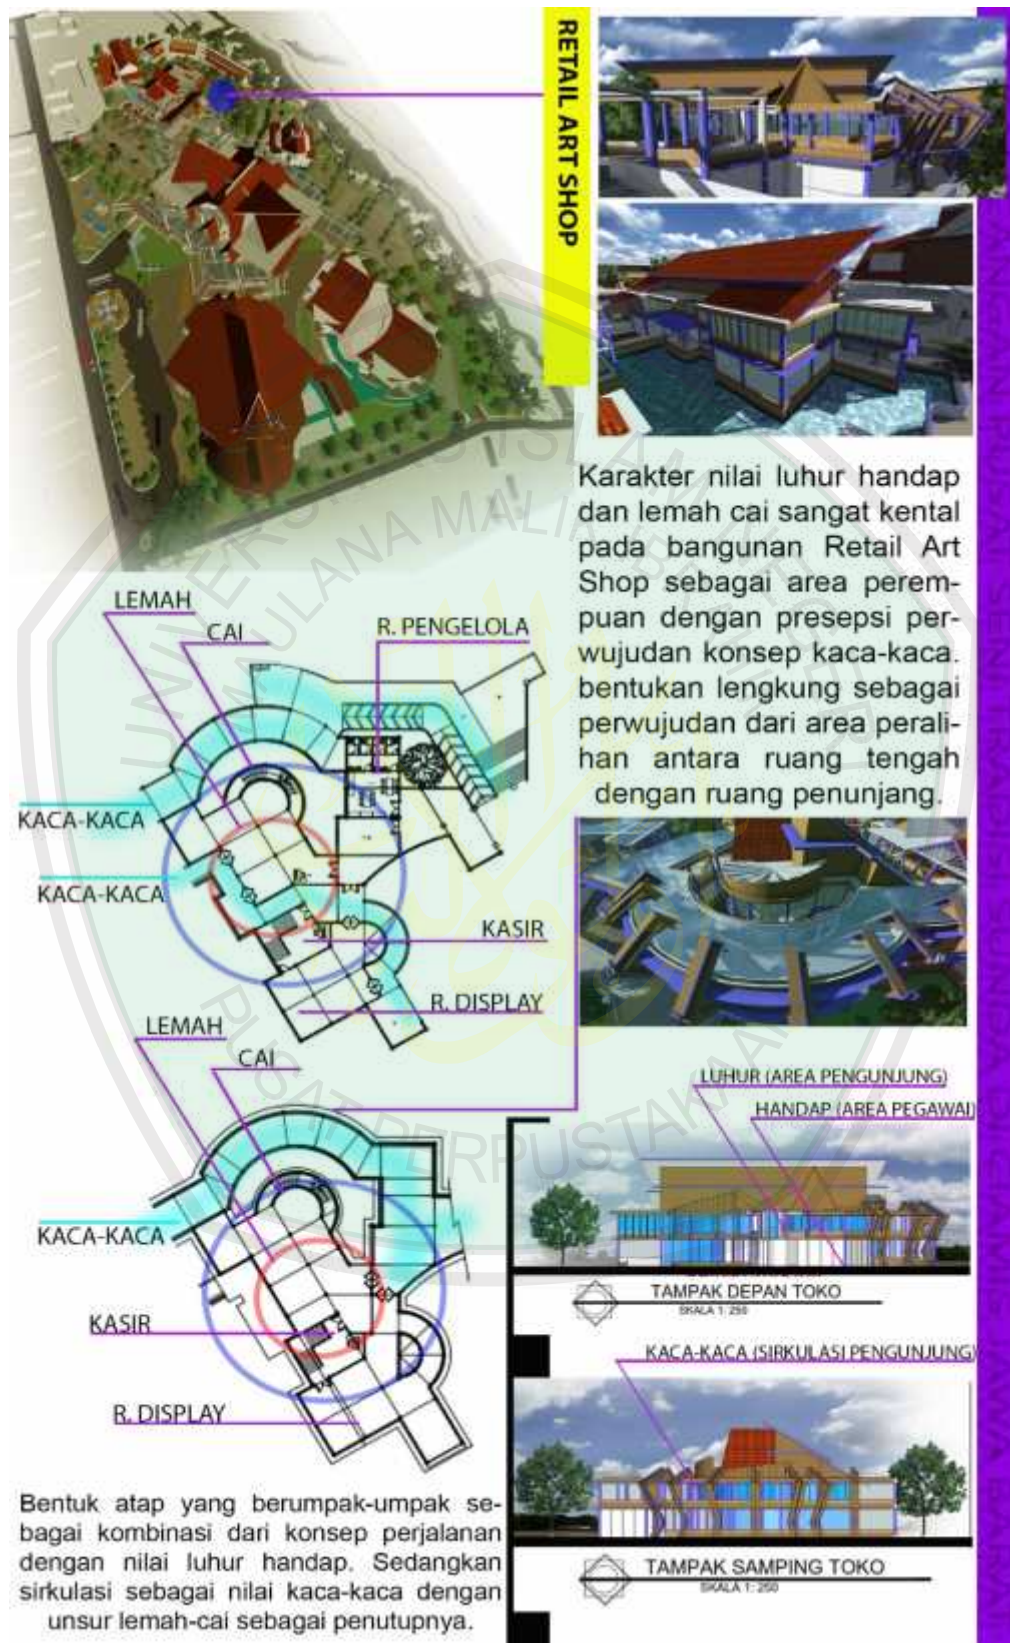 RETAIL ART SHOP
Karakter nilai luhur handap
dan lemah cai sangat kental
pada bangunan Retail Art
Shop sebagai area perem-
puan dengan presepsi per-
wujudan konsep kaca-kaca.
bentukan lengkung sebagai
perwujudan dari area perali-
han antara ruang tengah
dengan ruang penunjang.
LEMAH
CAI
R. PENGELOLA
KACA-KACA
KACA-KACA
KASIR
R. DISPLAY
LEMAH
CAI
KACA-KACA
KASIR
R. DISPLAY
LUHUR (AREA PENGUNJUNG)
HANDAP (AREA PEGAWAI)
TAMPAK DEPAN TOKO
SKALA 1: 250
KACA-KACA (SIRKULASI PENGUNJUNG)
TAMPAK SAMPING TOKO
SKALA 1: 250
Bentuk atap yang berumpak-umpak se-
bagai kombinasi dari konsep perjalanan
dengan nilai luhur handap. Sedangkan
sirkulasi sebagai nilai kaca-kaca dengan
unsur lemah-cai sebagai penutupnya.
PUSAT PERPUSTAKAAN